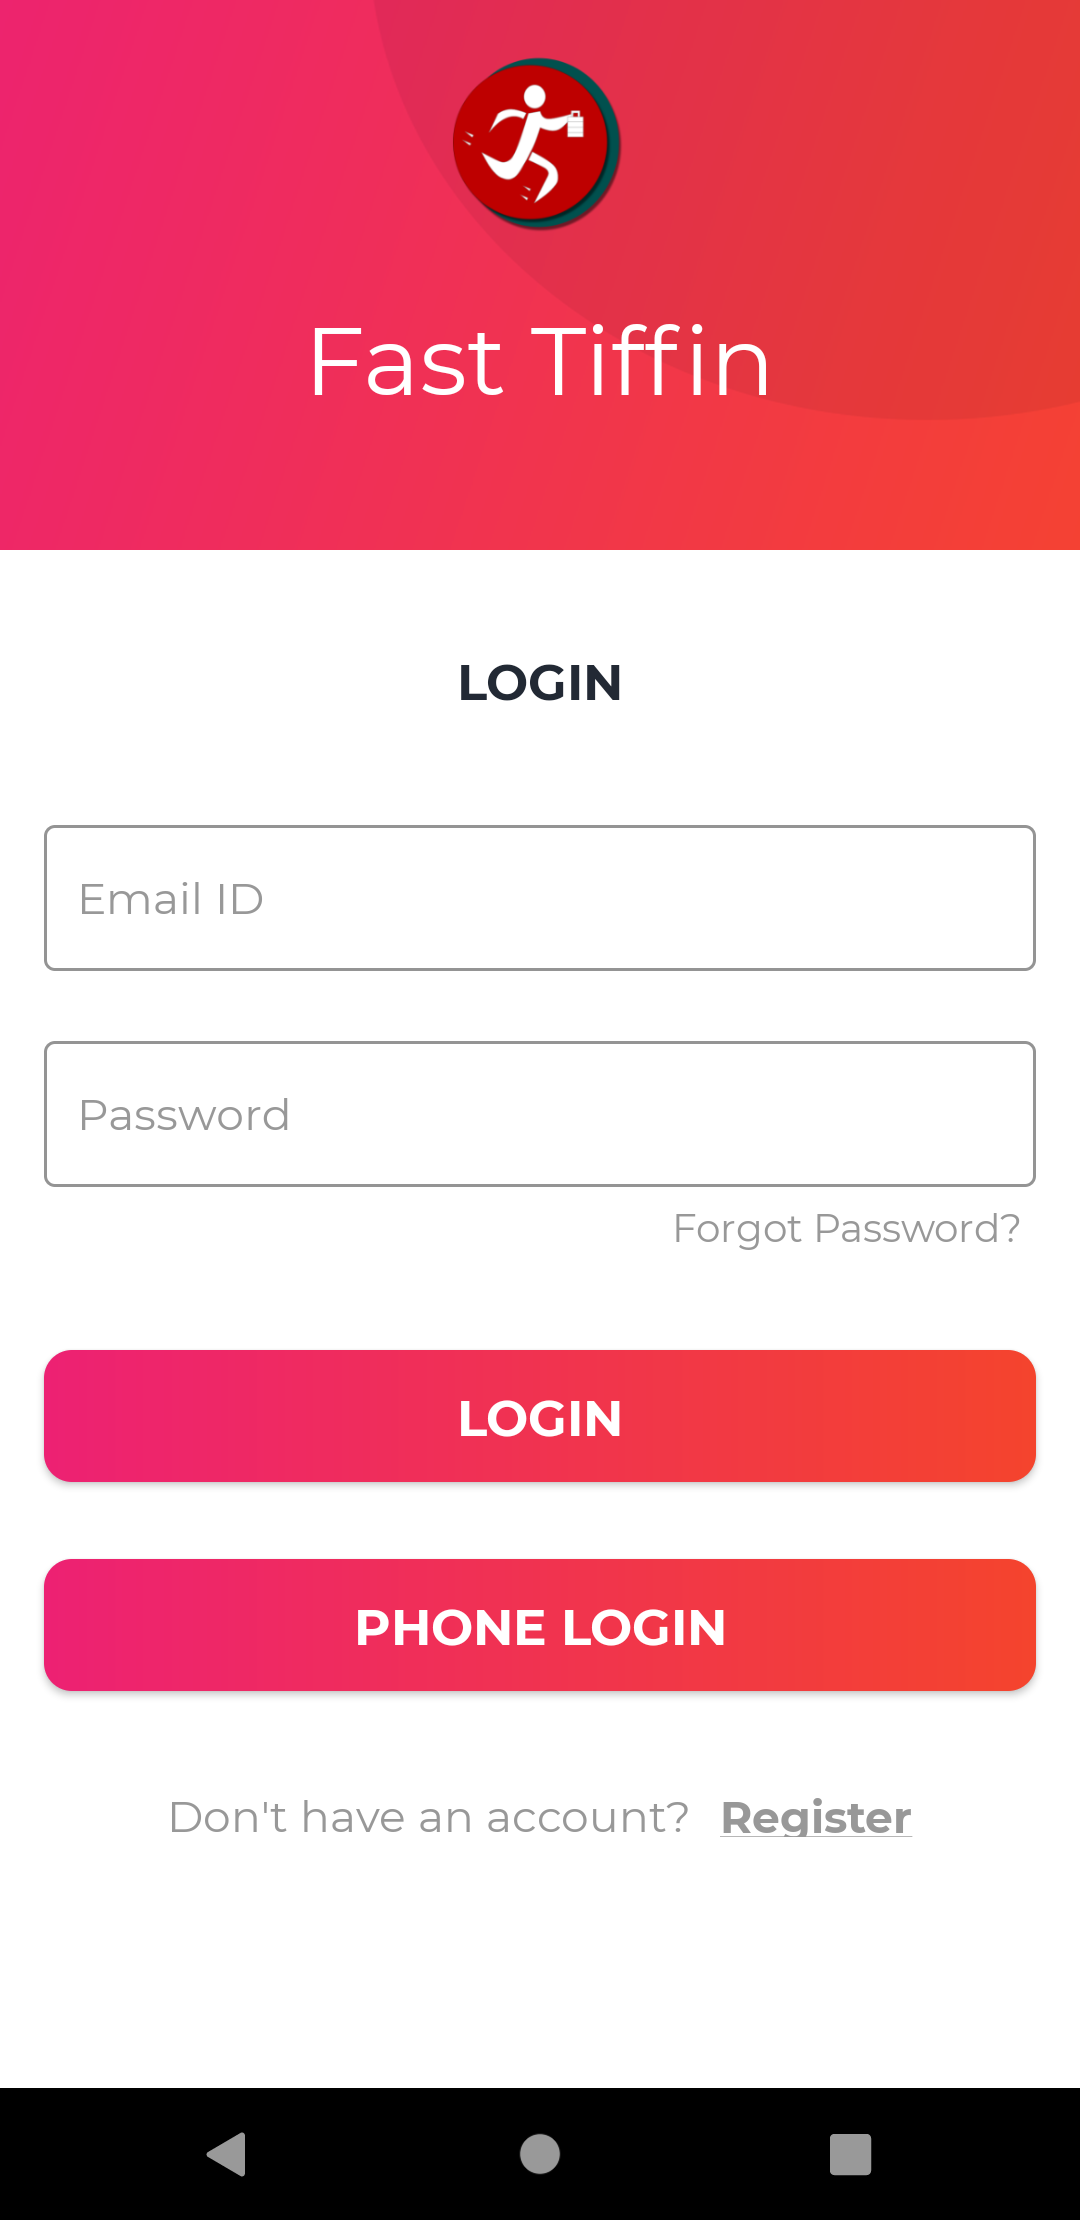 Fast Tiffin
LOGIN
Email ID
Password
Forgot Password?
LOGIN
PHONE LOGIN
Don't have an account? Register